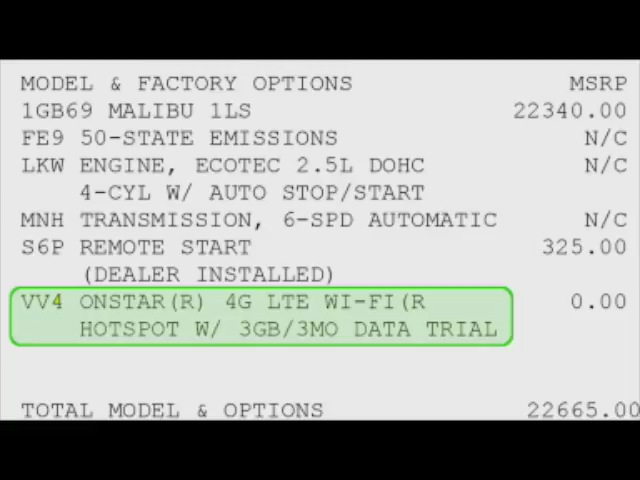 MODEL & FACTORY OPTIONS MSRP
1GB69 MALIBU 1LS 22340.00
FE9 50-STATE EMISSIONS N/C
LKW ENGINE, ECOTEC 2.5L DOHC N/C
4-CYL W/ AUTO STOP/START
MNH TRANSMISSION, 6-SPD AUTOMATIC N/C
S6P REMOTE START 325.00
(DEALER INSTALLED)
VV4 ONSTAR(R) 4G LTE WI-FI(R 0.00
HOTSPOT W/ 3GB/3MO DATA TRIAL
TOTAL MODEL & OPTIONS 22665.00